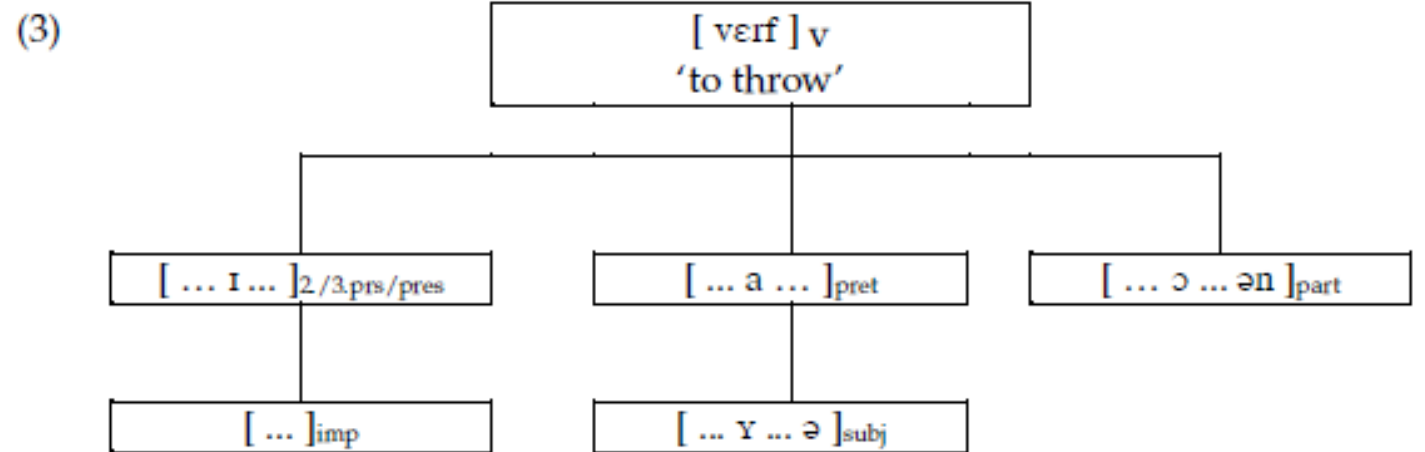 (3)
[ vɛrf ] V
‘to throw’
[ … ɪ … ]2/3.prs/pres
[ … a … ]pret
[ … ɔ … ən ]part
[ … ]imp
[ … ʏ … ə ]subj